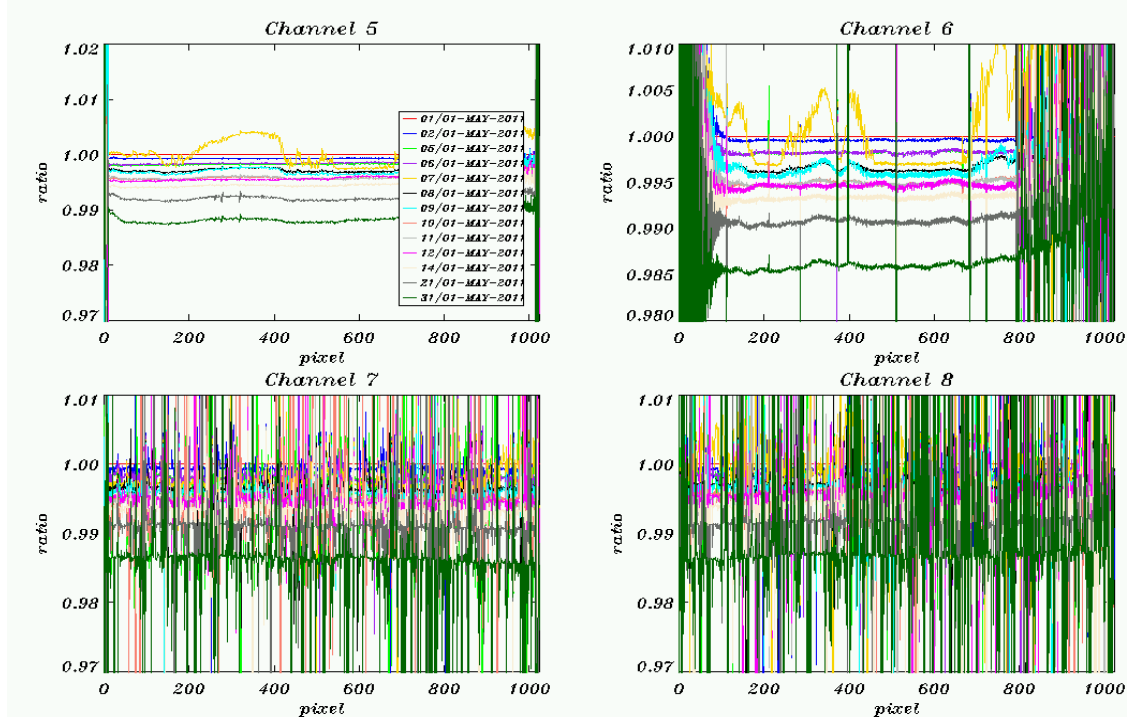 Channel 5
1.02
1.01
1.00
0.99
0.98
0.97
ratio
0 200 400 600 800 1000
pixel
01/01-MAY-2011
02/01-MAY-2011
05/01-MAY-2011
06/01-MAY-2011
07/01-MAY-2011
08/01-MAY-2011
09/01-MAY-2011
10/01-MAY-2011
11/01-MAY-2011
12/01-MAY-2011
14/01-MAY-2011
21/01-MAY-2011
31/01-MAY-2011
Channel 6
1.010
1.005
1.000
0.995
0.990
0.985
0.980
ratio
0 200 400 600 800 1000
pixel
Channel 7
1.01
1.00
0.99
0.98
0.97
ratio
0 200 400 600 800 1000
pixel
Channel 8
1.01
1.00
0.99
0.98
0.97
ratio
0 200 400 600 800 1000
pixel